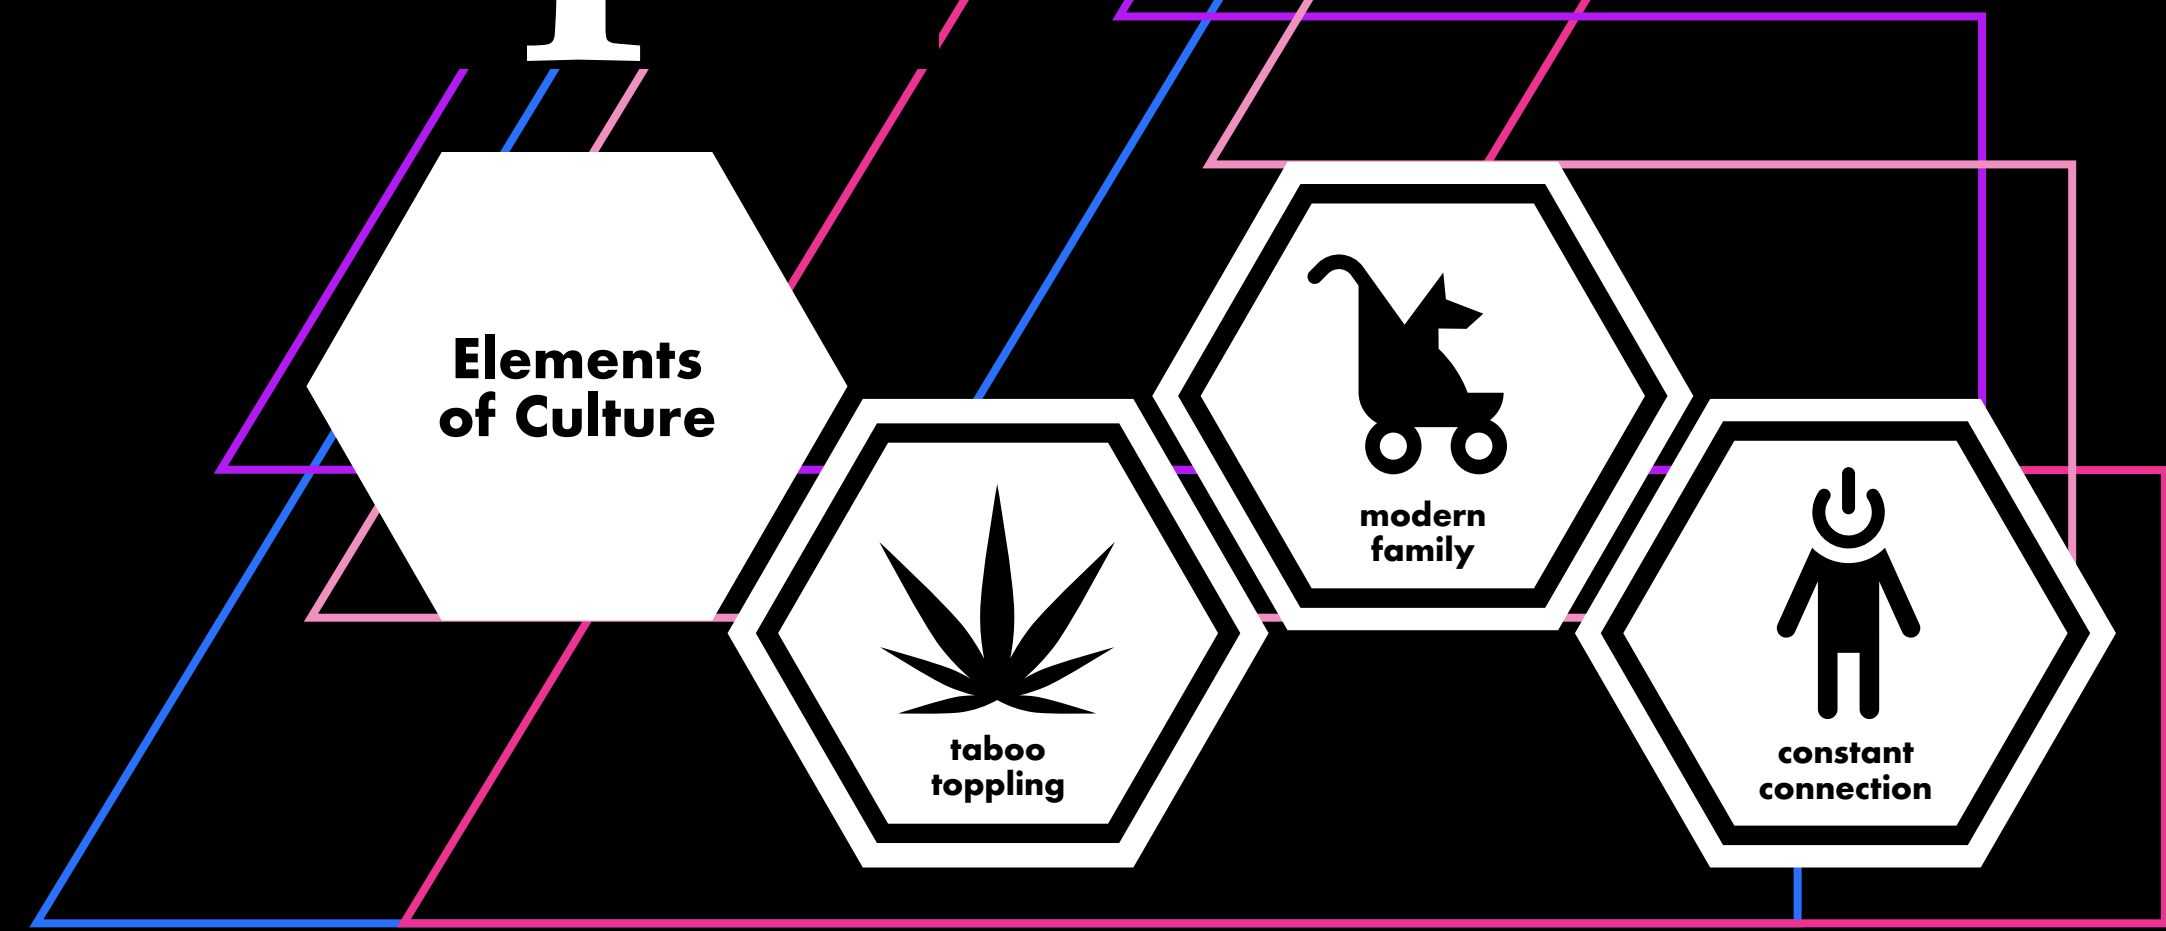 Elements
of Culture
taboo
toppling
modern
family
constant
connection